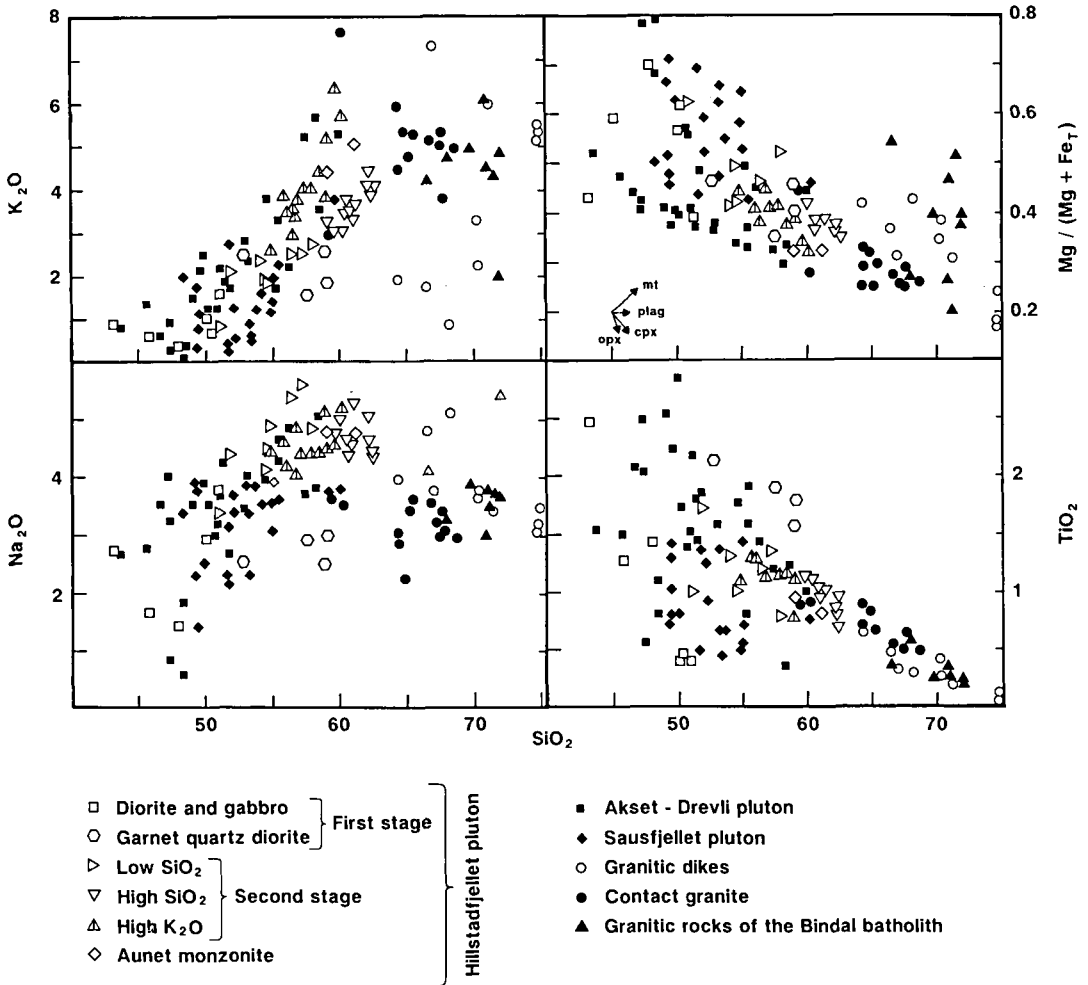 8
6
4
2
K₂O
0.8
0.6
0.4
0.2
Mg / (Mg + Fe_T)
mt
plag
cpx
opx
4
2
Na₂O
2
1
TiO₂
50
60
70
SiO₂
50
60
70
Diorite and gabbro
Garnet quartz diorite
First stage
Low SiO₂
High SiO₂
High K₂O
Second stage
Aunet monzonite
Hillstadfjellet pluton
Akset - Drevli pluton
Sausfjellet pluton
Granitic dikes
Contact granite
Granitic rocks of the Bindal batholith